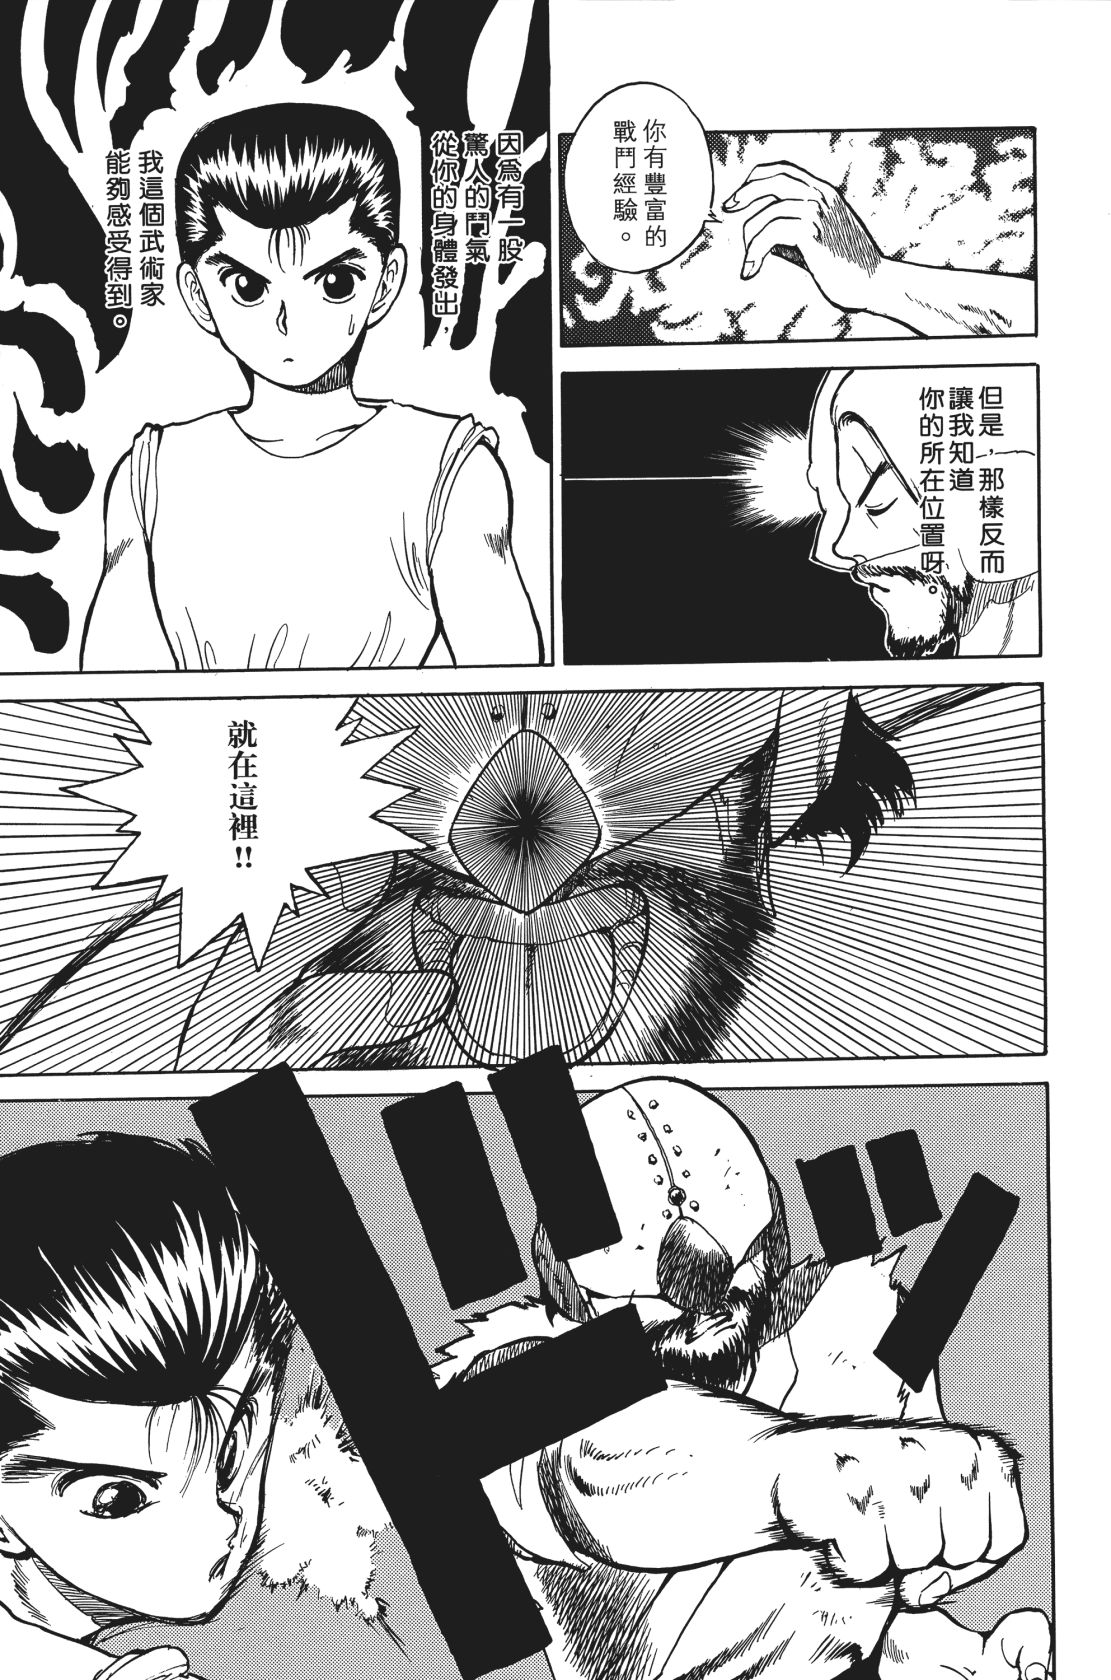 你有豐富的
戰鬥經驗。
但是，那樣反而
讓我知道
你的所在位置呀。
因爲有一股
驚人的鬥氣
從你的身體發出，
我這個武術家
能夠感受得到。
就在這裡!!
ドガッ